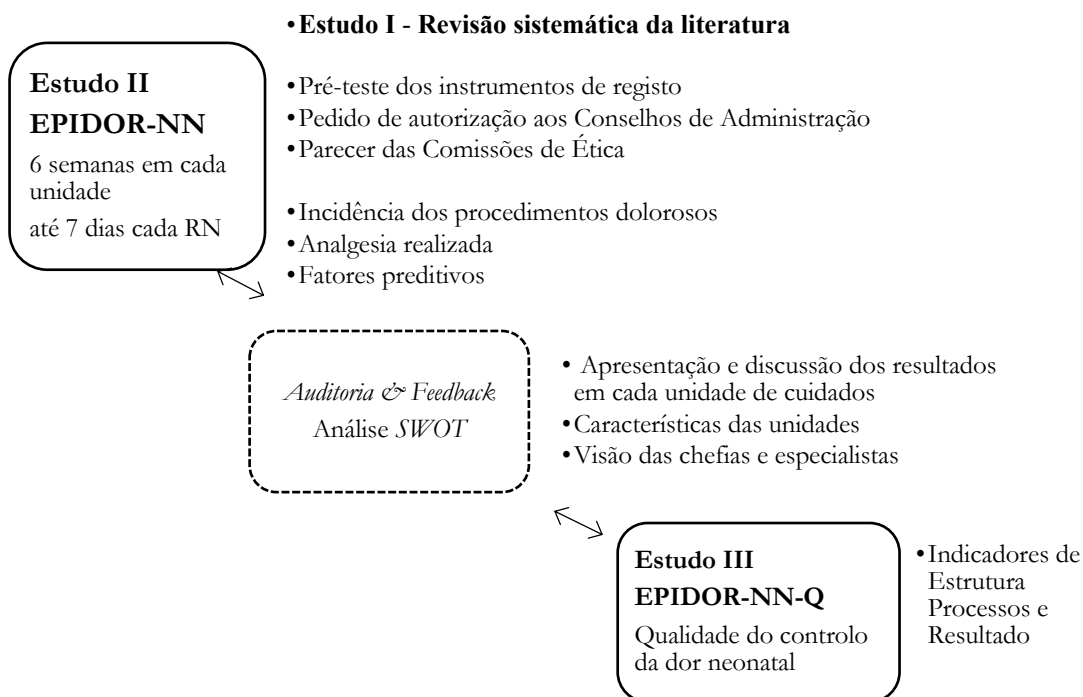 •Estudo I - Revisão sistemática da literatura
Estudo II
EPIDOR-NN
6 semanas em cada
unidade
até 7 dias cada RN
•Pré-teste dos instrumentos de registo
•Pedido de autorização aos Conselhos de Administração
•Parecer das Comissões de Ética
•Incidência dos procedimentos dolorosos
•Analgesia realizada
•Fatores preditivos
Auditoria & Feedback
Análise SWOT
• Apresentação e discussão dos resultados
em cada unidade de cuidados
•Características das unidades
•Visão das chefias e especialistas
Estudo III
EPIDOR-NN-Q
Qualidade do controlo
da dor neonatal
•Indicadores de
Estrutura
Processos e
Resultado